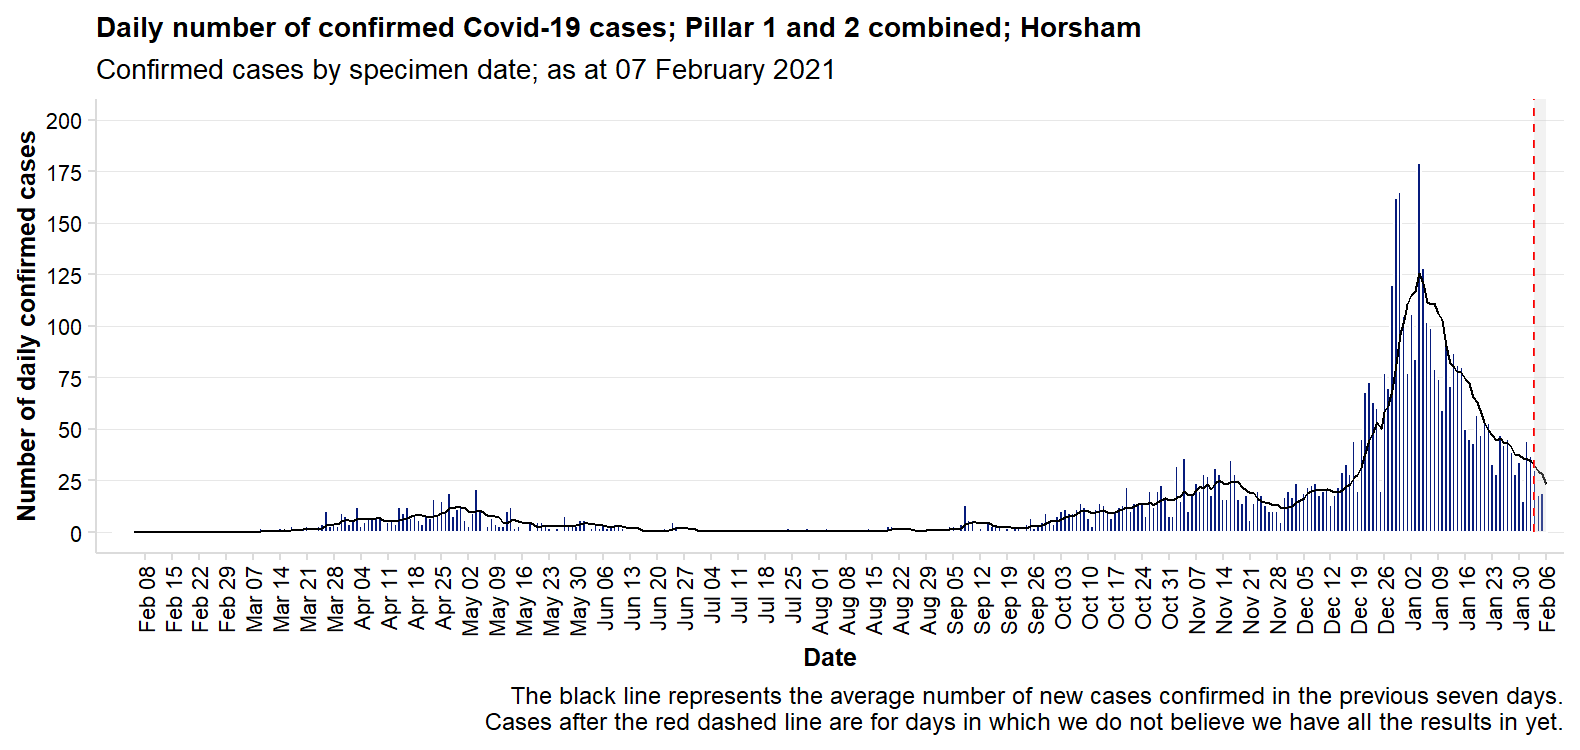 Daily number of confirmed Covid-19 cases; Pillar 1 and 2 combined; Horsham
Confirmed cases by specimen date; as at 07 February 2021
Number of daily confirmed cases
200
175
150
125
100
75
50
25
0
Feb 08
Feb 15
Feb 22
Feb 29
Mar 07
Mar 14
Mar 21
Mar 28
Apr 04
Apr 11
Apr 18
Apr 25
May 02
May 09
May 16
May 23
May 30
Jun 06
Jun 13
Jun 20
Jun 27
Jul 04
Jul 11
Jul 18
Jul 25
Aug 01
Aug 08
Aug 15
Aug 22
Aug 29
Sep 05
Sep 12
Sep 19
Sep 26
Oct 03
Oct 10
Oct 17
Oct 24
Oct 31
Nov 07
Nov 14
Nov 21
Nov 28
Dec 05
Dec 12
Dec 19
Dec 26
Jan 02
Jan 09
Jan 16
Jan 23
Jan 30
Feb 06
Date
The black line represents the average number of new cases confirmed in the previous seven days.
Cases after the red dashed line are for days in which we do not believe we have all the results in yet.